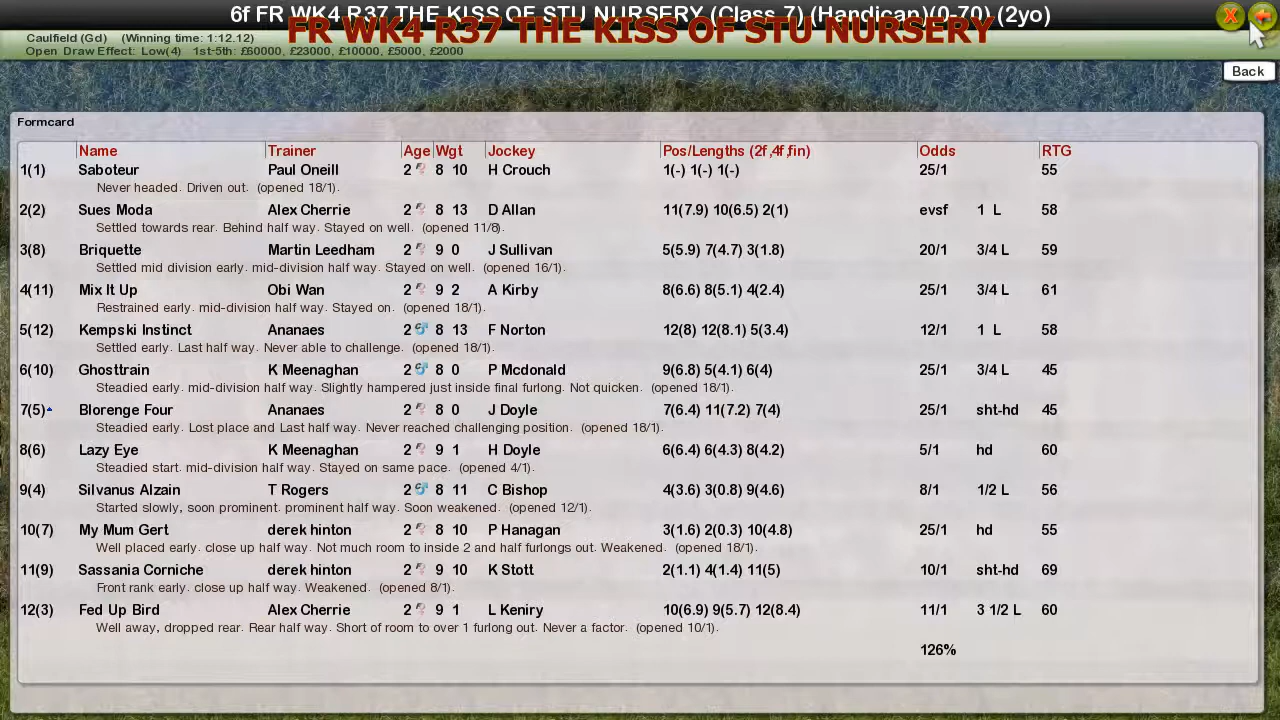 6f FR WK4 R37 THE KISS OF STU NURSERY (Class 7) (Handicap)(0-70) (2yo)
FR WK4 R37 THE KISS OF STU NURSERY
Caulfield (Gd) (Winning time: 1:12.12)
Open Draw Effect: Low(4) 1st-5th: £60000, £23000, £10000, £5000, £2000
X
Back
Formcard
Name Trainer Age Wgt Jockey Pos/Lengths (2f,4f,fin) Odds RTG
1(1) Saboteur Paul Oneill 2 8 10 H Crouch 1(-) 1(-) 1(-) 25/1 55
Never headed. Driven out. (opened 18/1).
2(2) Sues Moda Alex Cherrie 2 8 13 D Allan 11(7.9) 10(6.5) 2(1) evsf 1 L 58
Settled towards rear. Behind half way. Stayed on well. (opened 11/8).
3(8) Briquette Martin Leedham 2 9 0 J Sullivan 5(5.9) 7(4.7) 3(1.8) 20/1 3/4 L 59
Settled mid division early. mid-division half way. Stayed on well. (opened 16/1).
4(11) Mix It Up Obi Wan 2 9 2 A Kirby 8(6.6) 8(5.1) 4(2.4) 25/1 3/4 L 61
Restrained early. mid-division half way. Stayed on. (opened 18/1).
5(12) Kempski Instinct Ananaes 2 8 13 F Norton 12(8) 12(8.1) 5(3.4) 12/1 1 L 58
Settled early. Last half way. Never able to challenge. (opened 18/1).
6(10) Ghosttrain K Meenaghan 2 8 0 P Mcdonald 9(6.8) 5(4.1) 6(4) 25/1 3/4 L 45
Steadied early. mid-division half way. Slightly hampered just inside final furlong. Not quicken. (opened 18/1).
7(5) Blorenge Four Ananaes 2 8 0 J Doyle 7(6.4) 11(7.2) 7(4) 25/1 sht-hd 45
Steadied early. Lost place and Last half way. Never reached challenging position. (opened 18/1).
8(6) Lazy Eye K Meenaghan 2 9 1 H Doyle 6(6.4) 6(4.3) 8(4.2) 5/1 hd 60
Steadied start. mid-division half way. Stayed on same pace. (opened 4/1).
9(4) Silvanus Alzain T Rogers 2 8 11 C Bishop 4(3.6) 3(0.8) 9(4.6) 8/1 1/2 L 56
Started slowly, soon prominent. prominent half way. Soon weakened. (opened 12/1).
10(7) My Mum Gert derek hinton 2 8 10 P Hanagan 3(1.6) 2(0.3) 10(4.8) 25/1 hd 55
Well placed early. close up half way. Not much room to inside 2 and half furlongs out. Weakened. (opened 18/1).
11(9) Sassania Corniche derek hinton 2 9 10 K Stott 2(1.1) 4(1.4) 11(5) 10/1 sht-hd 69
Front rank early. close up half way. Weakened. (opened 8/1).
12(3) Fed Up Bird Alex Cherrie 2 9 1 L Keniry 10(6.9) 9(5.7) 12(8.4) 11/1 3 1/2 L 60
Well away, dropped rear. Rear half way. Short of room to over 1 furlong out. Never a factor. (opened 10/1).
126%